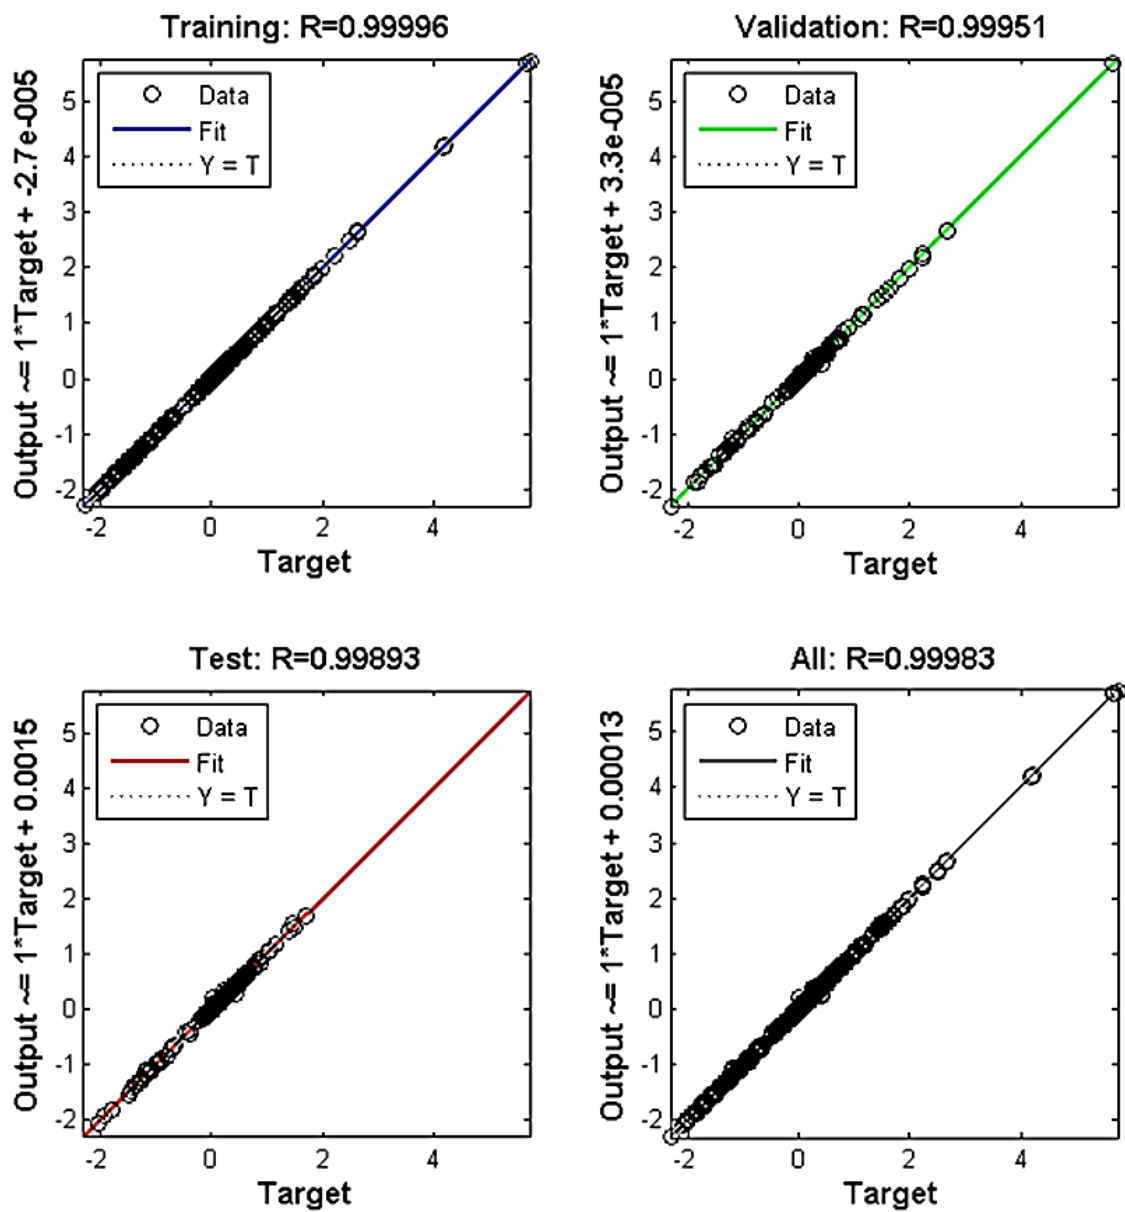 Training: R=0.99996
Output ~= 1*Target + -2.7e-005
Data
Fit
Y = T
5
4
3
2
1
0
-1
-2
-2 0 2 4
Target
Validation: R=0.99951
Output ~= 1*Target + 3.3e-005
Data
Fit
Y = T
5
4
3
2
1
0
-1
-2
-2 0 2 4
Target
Test: R=0.99893
Output ~= 1*Target + 0.0015
Data
Fit
Y = T
5
4
3
2
1
0
-1
-2
-2 0 2 4
Target
All: R=0.99983
Output ~= 1*Target + 0.00013
Data
Fit
Y = T
5
4
3
2
1
0
-1
-2
-2 0 2 4
Target